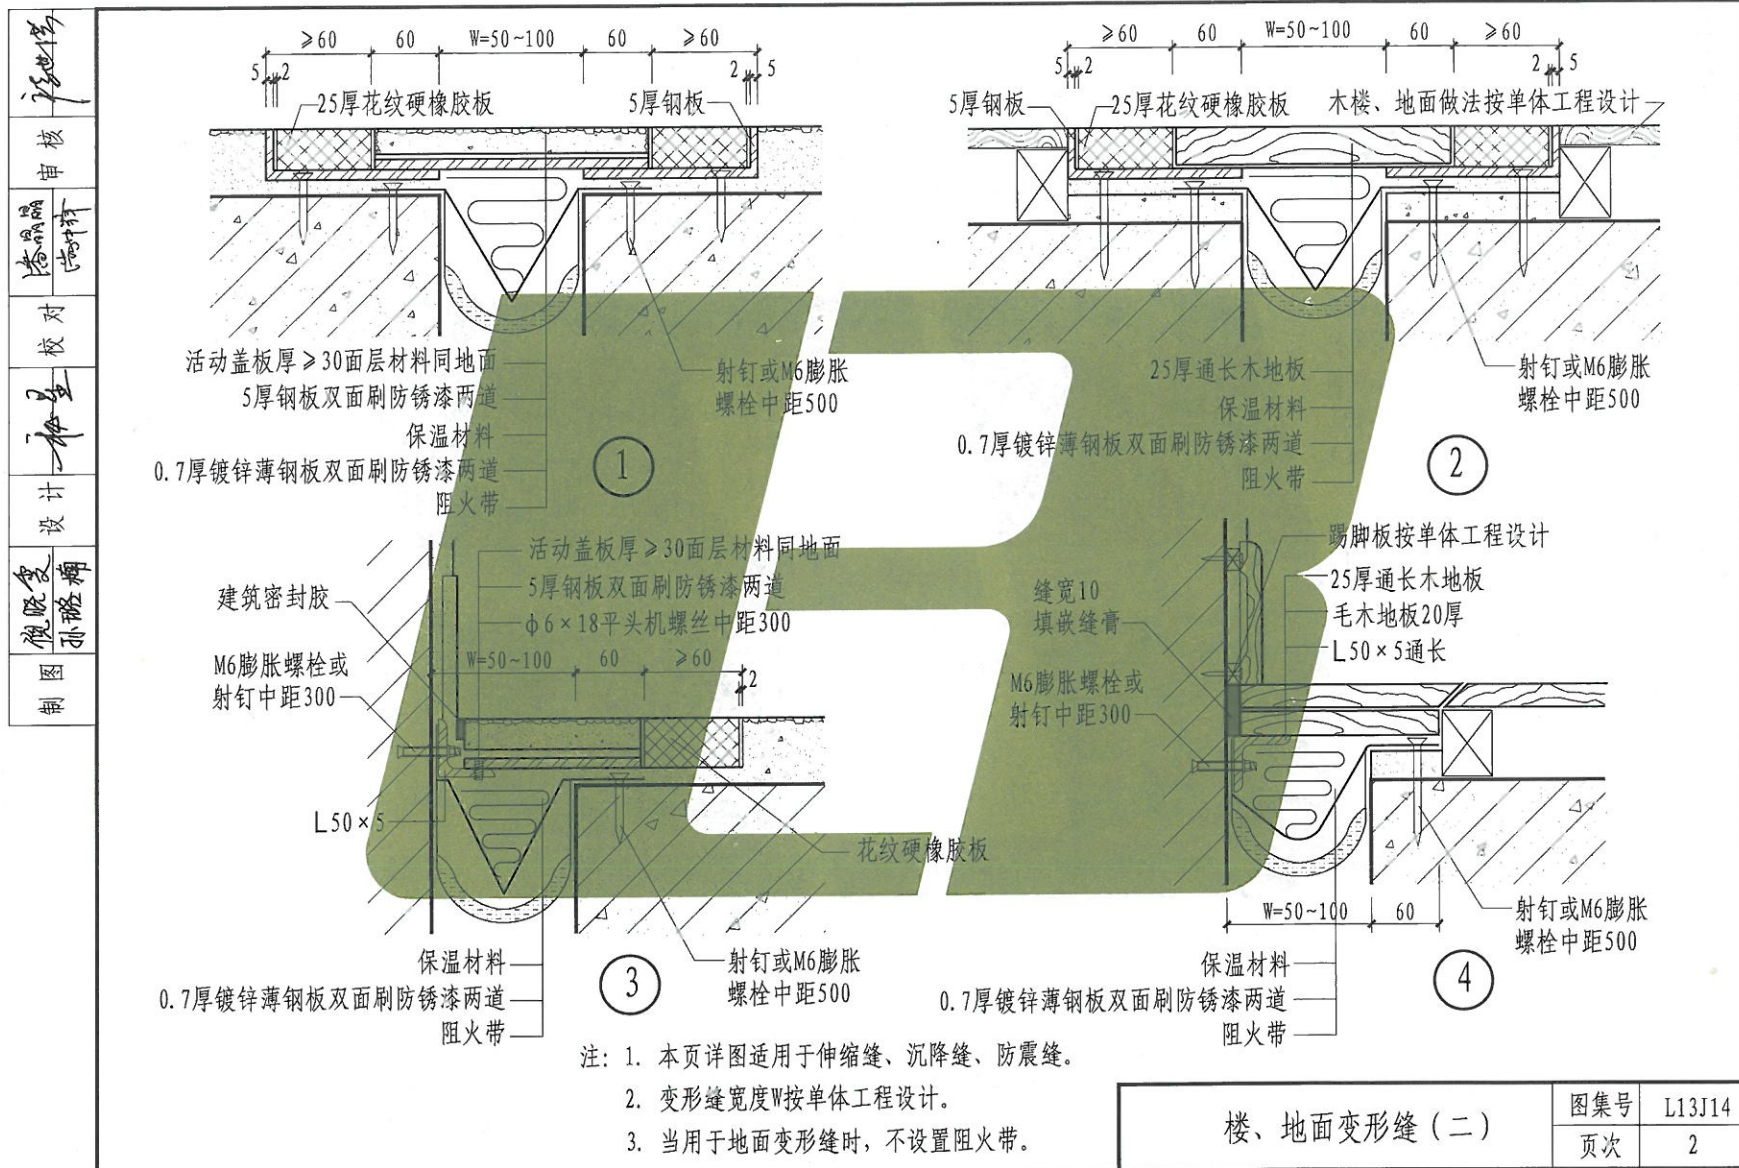 ≥60 60 W=50~100 60 ≥60
5 2 2 5
25厚花纹硬橡胶板 5厚钢板
活动盖板厚≥30面层材料同地面
5厚钢板双面刷防锈漆两道
保温材料
0.7厚镀锌薄钢板双面刷防锈漆两道
阻火带
射钉或M6膨胀
螺栓中距500
1
≥60 60 W=50~100 60 ≥60
5 2 2 5
5厚钢板 25厚花纹硬橡胶板 木楼、地面做法按单体工程设计
25厚通长木地板
保温材料
0.7厚镀锌薄钢板双面刷防锈漆两道
阻火带
射钉或M6膨胀
螺栓中距500
2
活动盖板厚≥30面层材料同地面
5厚钢板双面刷防锈漆两道
ϕ6×18平头机螺丝中距300
建筑密封胶
W=50~100 60 ≥60
2
M6膨胀螺栓或
射钉中距300
L50×5
花纹硬橡胶板
保温材料
0.7厚镀锌薄钢板双面刷防锈漆两道
阻火带
射钉或M6膨胀
螺栓中距500
3
踢脚板按单体工程设计
25厚通长木地板
毛木地板20厚
L50×5通长
缝宽10
填嵌缝膏
M6膨胀螺栓或
射钉中距300
W=50~100 60
射钉或M6膨胀
螺栓中距500
保温材料
0.7厚镀锌薄钢板双面刷防锈漆两道
阻火带
4
注: 1. 本页详图适用于伸缩缝、沉降缝、防震缝。
2. 变形缝宽度W按单体工程设计。
3. 当用于地面变形缝时，不设置阻火带。
楼、地面变形缝（二）
图集号 L13J14
页次 2
审核
校对
设计
制图